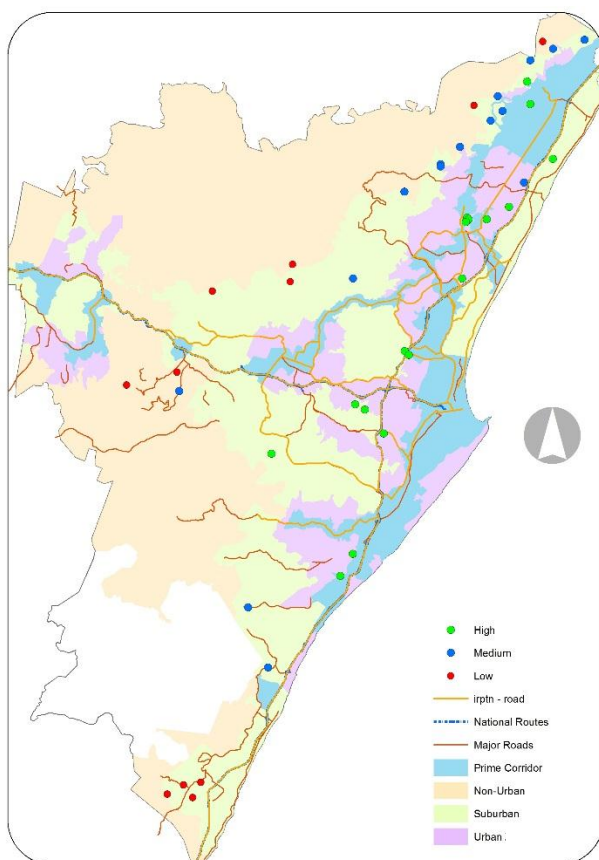 High
Medium
Low
irptn - road
National Routes
Major Roads
Prime Corridor
Non-Urban
Suburban
Urban